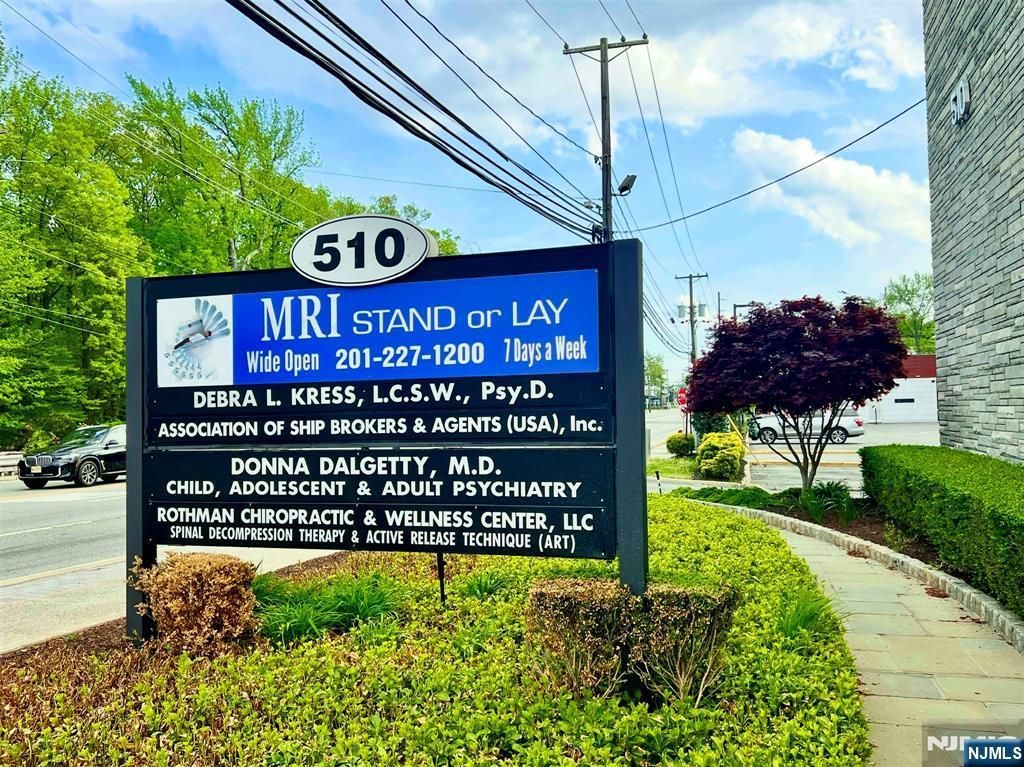 510
510
MRI STAND or LAY
Wide Open 201-227-1200 7 Days a Week
DEBRA L. KRESS, L.C.S.W., Psy.D.
ASSOCIATION OF SHIP BROKERS & AGENTS (USA), Inc.
DONNA DALGETTY, M.D.
CHILD, ADOLESCENT & ADULT PSYCHIATRY
ROTHMAN CHIROPRACTIC & WELLNESS CENTER, LLC
SPINAL DECOMPRESSION THERAPY & ACTIVE RELEASE TECHNIQUE (ART)
NJMLS
NJMLS